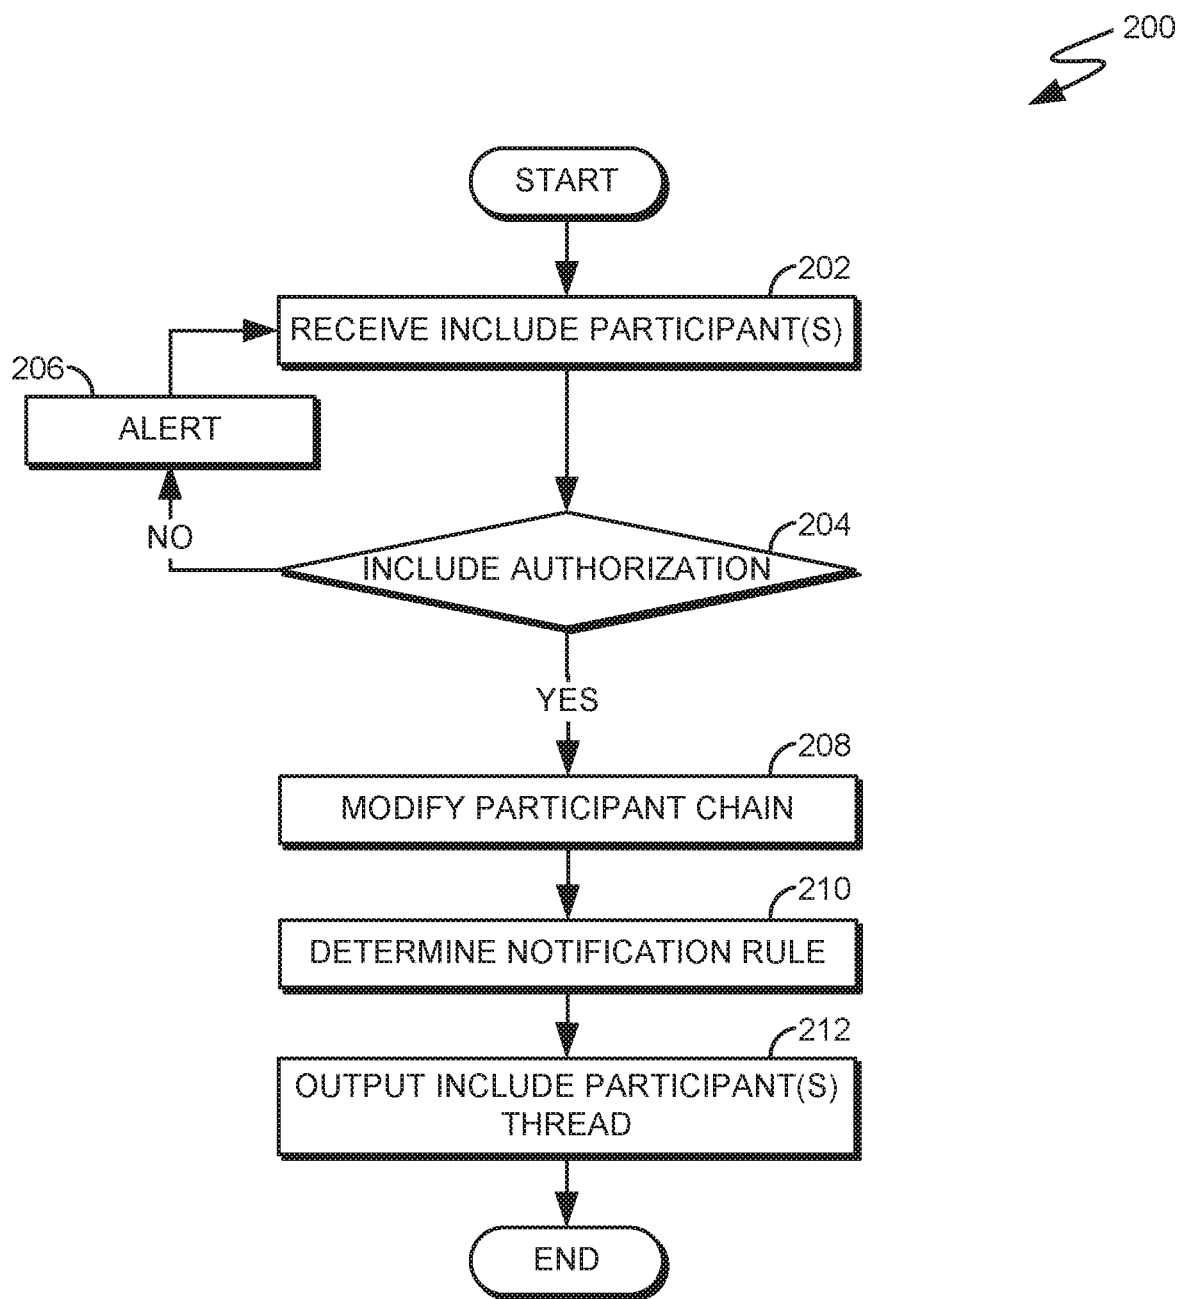 200
START
202
RECEIVE INCLUDE PARTICIPANT(S)
206
ALERT
NO
204
INCLUDE AUTHORIZATION
YES
208
MODIFY PARTICIPANT CHAIN
210
DETERMINE NOTIFICATION RULE
212
OUTPUT INCLUDE PARTICIPANT(S)
THREAD
END